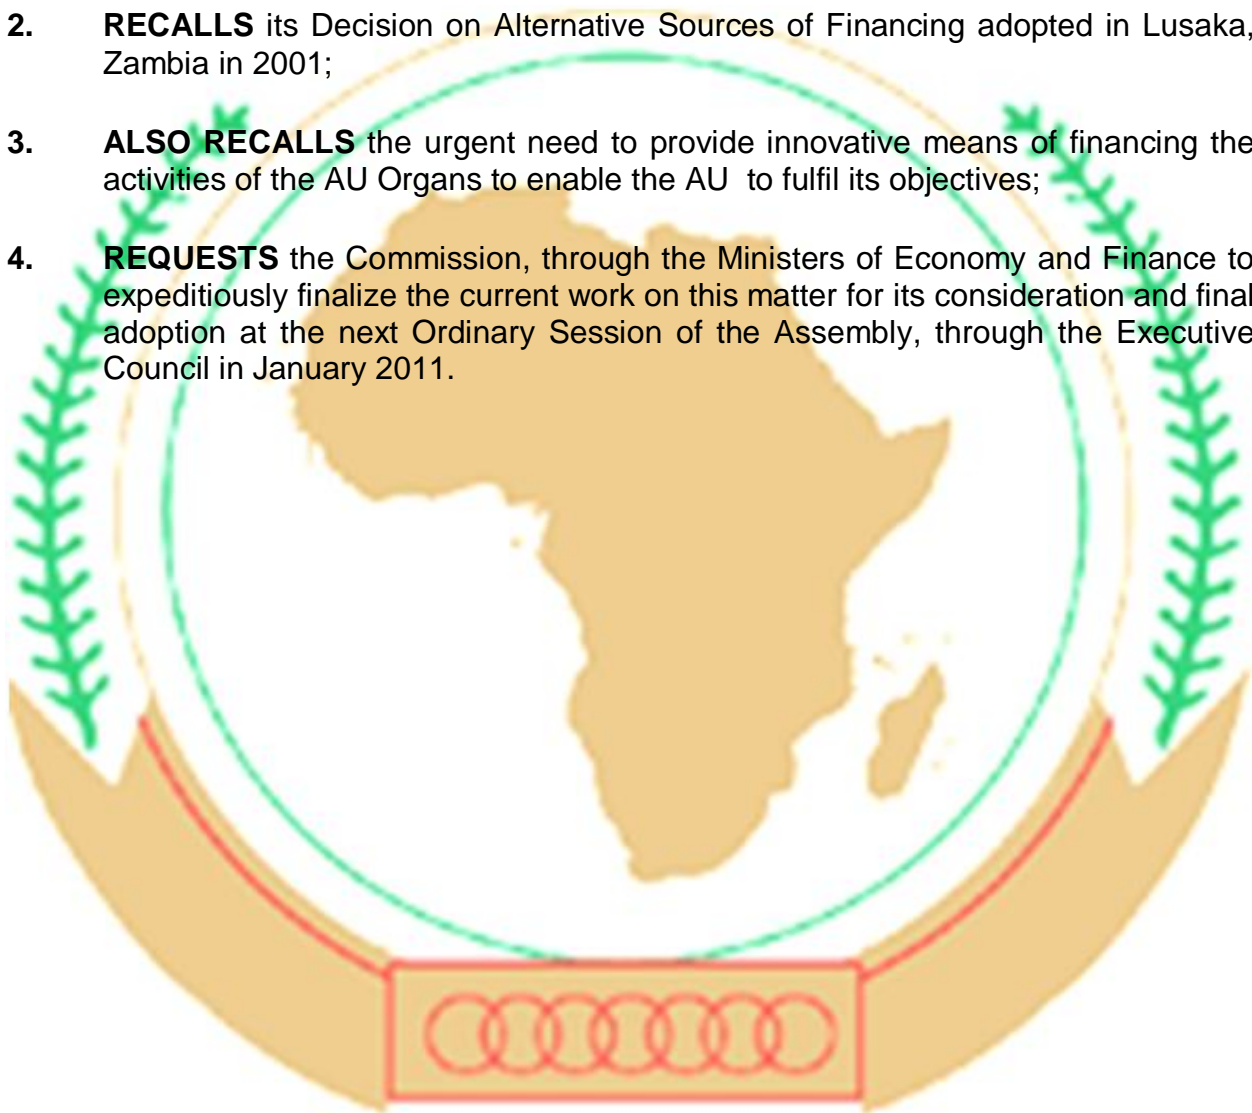 2. RECALLS its Decision on Alternative Sources of Financing adopted in Lusaka,
Zambia in 2001;
3. ALSO RECALLS the urgent need to provide innovative means of financing the
activities of the AU Organs to enable the AU  to fulfil its objectives;
4. REQUESTS the Commission, through the Ministers of Economy and Finance to
expeditiously finalize the current work on this matter for its consideration and final
adoption at the next Ordinary Session of the Assembly, through the Executive
Council in January 2011.